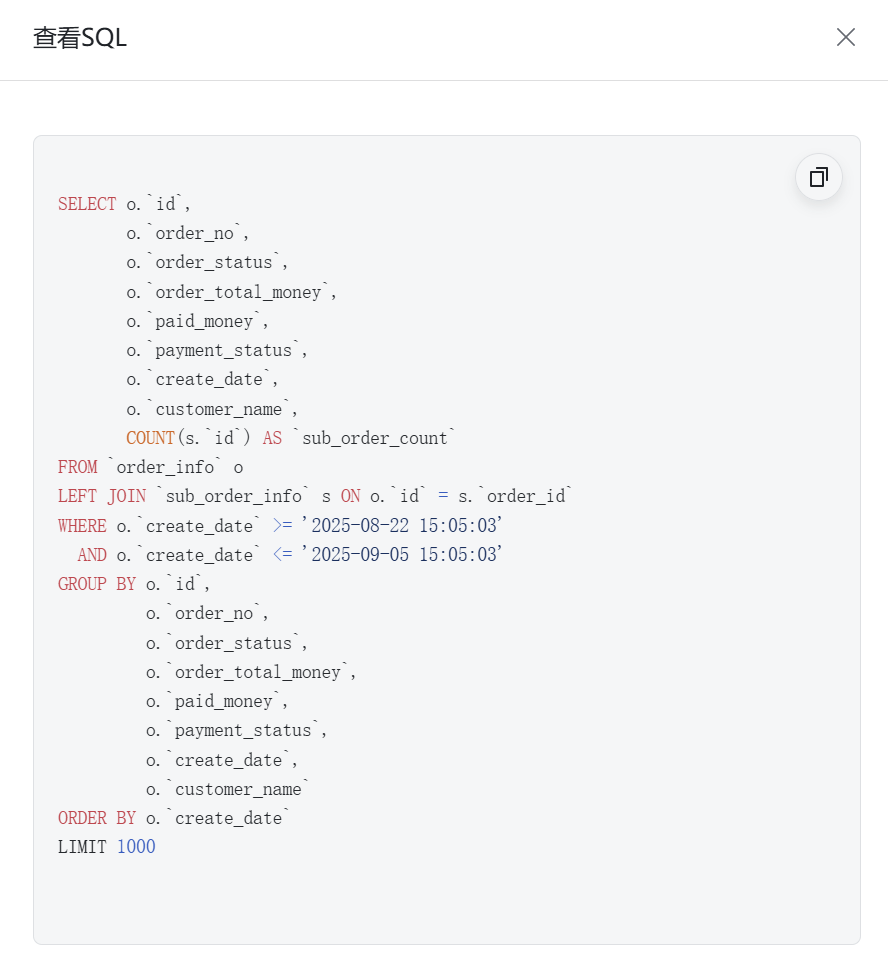 查看SQL
SELECT o.`id`,
       o.`order_no`,
       o.`order_status`,
       o.`order_total_money`,
       o.`paid_money`,
       o.`payment_status`,
       o.`create_date`,
       o.`customer_name`,
       COUNT(s.`id`) AS `sub_order_count`
FROM `order_info` o
LEFT JOIN `sub_order_info` s ON o.`id` = s.`order_id`
WHERE o.`create_date` >= '2025-08-22 15:05:03'
  AND o.`create_date` <= '2025-09-05 15:05:03'
GROUP BY o.`id`,
         o.`order_no`,
         o.`order_status`,
         o.`order_total_money`,
         o.`paid_money`,
         o.`payment_status`,
         o.`create_date`,
         o.`customer_name`
ORDER BY o.`create_date`
LIMIT 1000